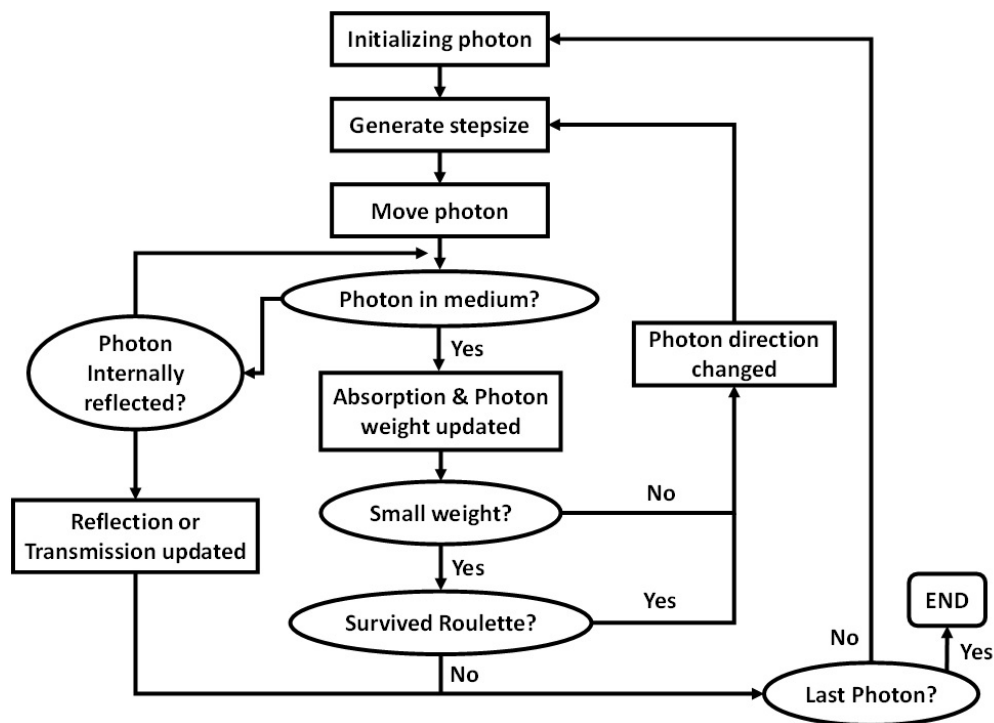 Initializing photon
Generate stepsize
Move photon
Photon in medium?
Photon
Internally
reflected?
Yes
Photon direction
changed
Absorption & Photon
weight updated
No
Small weight?
Reflection or
Transmission updated
Yes
Yes
Survived Roulette?
END
No
Yes
No
Last Photon?